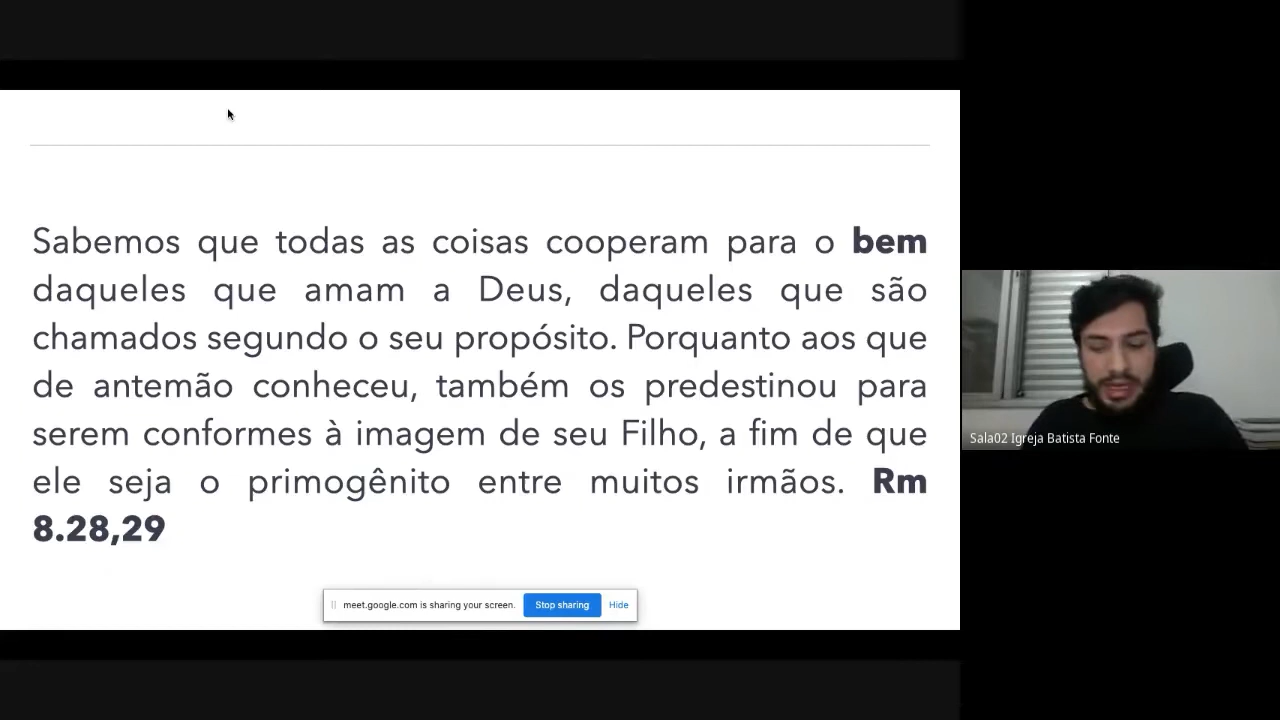 Sabemos que todas as coisas cooperam para o bem
daqueles que amam a Deus, daqueles que são
chamados segundo o seu propósito. Porquanto aos que
de antemão conheceu, também os predestinou para
serem conformes à imagem de seu Filho, a fim de que
ele seja o primogênito entre muitos irmãos. Rm
8.28,29
meet.google.com is sharing your screen. Stop sharing Hide
Sala02 Igreja Batista Fonte